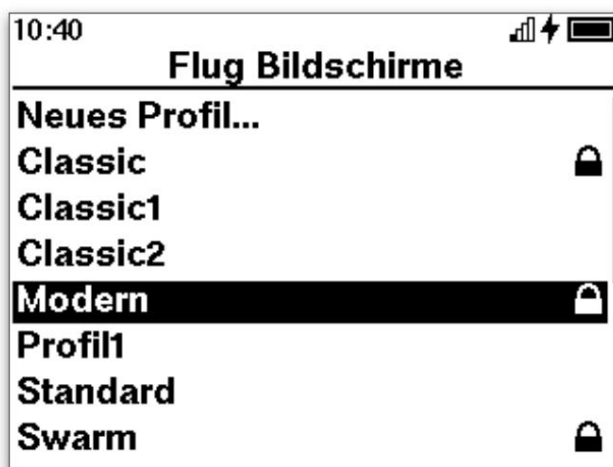 10:40
Flug Bildschirme
Neues Profil...
Classic
Classic1
Classic2
Modern
Profil1
Standard
Swarm